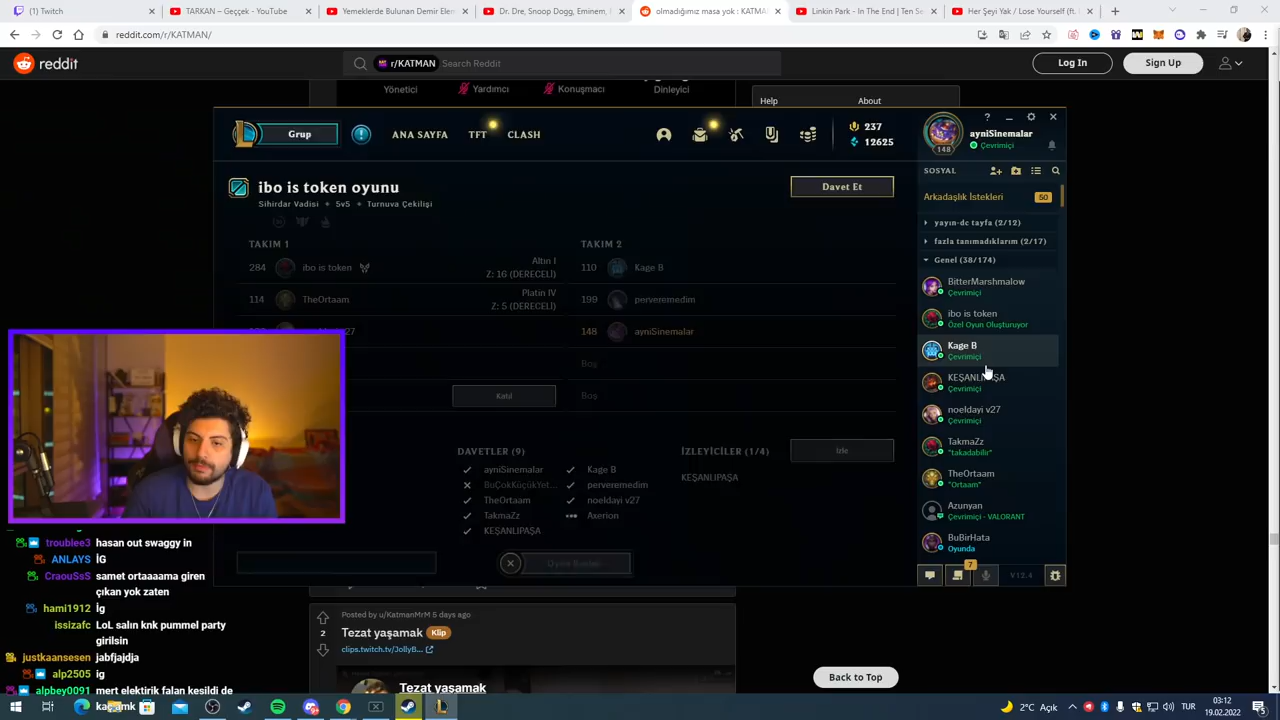 Twitch
TARKAN – Geççek - YouTube
Yemeklerde Bulunan Demir Elem
Dr. Dre, Snoop Dogg, Eminem,
olmadığımız masa yok : KATMA
Linkin Park - In The End | Ten Se
Her Şeyi Yak / Lose Yourself (ft.
reddit.com/r/KATMAN/
reddit
r/KATMAN
Search Reddit
Log In
Sign Up
Yönetici
Yardımcı
Konuşmacı
Dinleyici
Help
About
Grup
ANA SAYFA
TFT
CLASH
237
12625
ayniSinemalar
Çevrimiçi
148
ibo is token oyunu
Sihirdar Vadisi • 5v5 • Turnuva Çekilişi
Davet Et
SOSYAL
Arkadaşlık İstekleri
50
yayın-dc tayfa (2/12)
fazla tanımadıklarım (2/17)
Genel (38/174)
TAKIM 1
284 ibo is token
Altın I
Z: 16 (DERECELİ)
114 TheOrtaam
Platin IV
Z: 5 (DERECELİ)
v27
Katıl
TAKIM 2
110 Kage B
199 perveremedim
148 ayniSinemalar
Boş
Boş
BitterMarshmalow
Çevrimiçi
ibo is token
Özel Oyun Oluşturuyor
Kage B
Çevrimiçi
KEŞANLIPAŞA
Çevrimiçi
noeldayi v27
Çevrimiçi
TakmaZz
"takadabilir"
TheOrtaam
"Ortaam"
Azunyan
Çevrimiçi - VALORANT
BuBirHata
Oyunda
DAVETLER (9)
ayniSinemalar
Kage B
BuÇokKüçükYet...
perveremedim
TheOrtaam
noeldayi v27
TakmaZz
Axerion
KEŞANLIPAŞA
İZLEYİCİLER (1/4)
İzle
KEŞANLIPAŞA
7
V12.4
troublee3 hasan out swaggy in
ANLAYS İG
CraouSsS samet ortaaaama giren
çıkan yok zaten
hami1912 İg
issizafc LoL salın knk pummel party
girilsin
justkaansesen jabfjajdja
alp2505 ig
alpbey0091 mert elektirik falan kesildi de
Posted by u/KatmanMrM 5 days ago
2
Tezat yaşamak
Klip
clips.twitch.tv/JollyB...
Tezat yaşamak
Back to Top
2°C Açık
TUR
03:12
19.02.2022
5